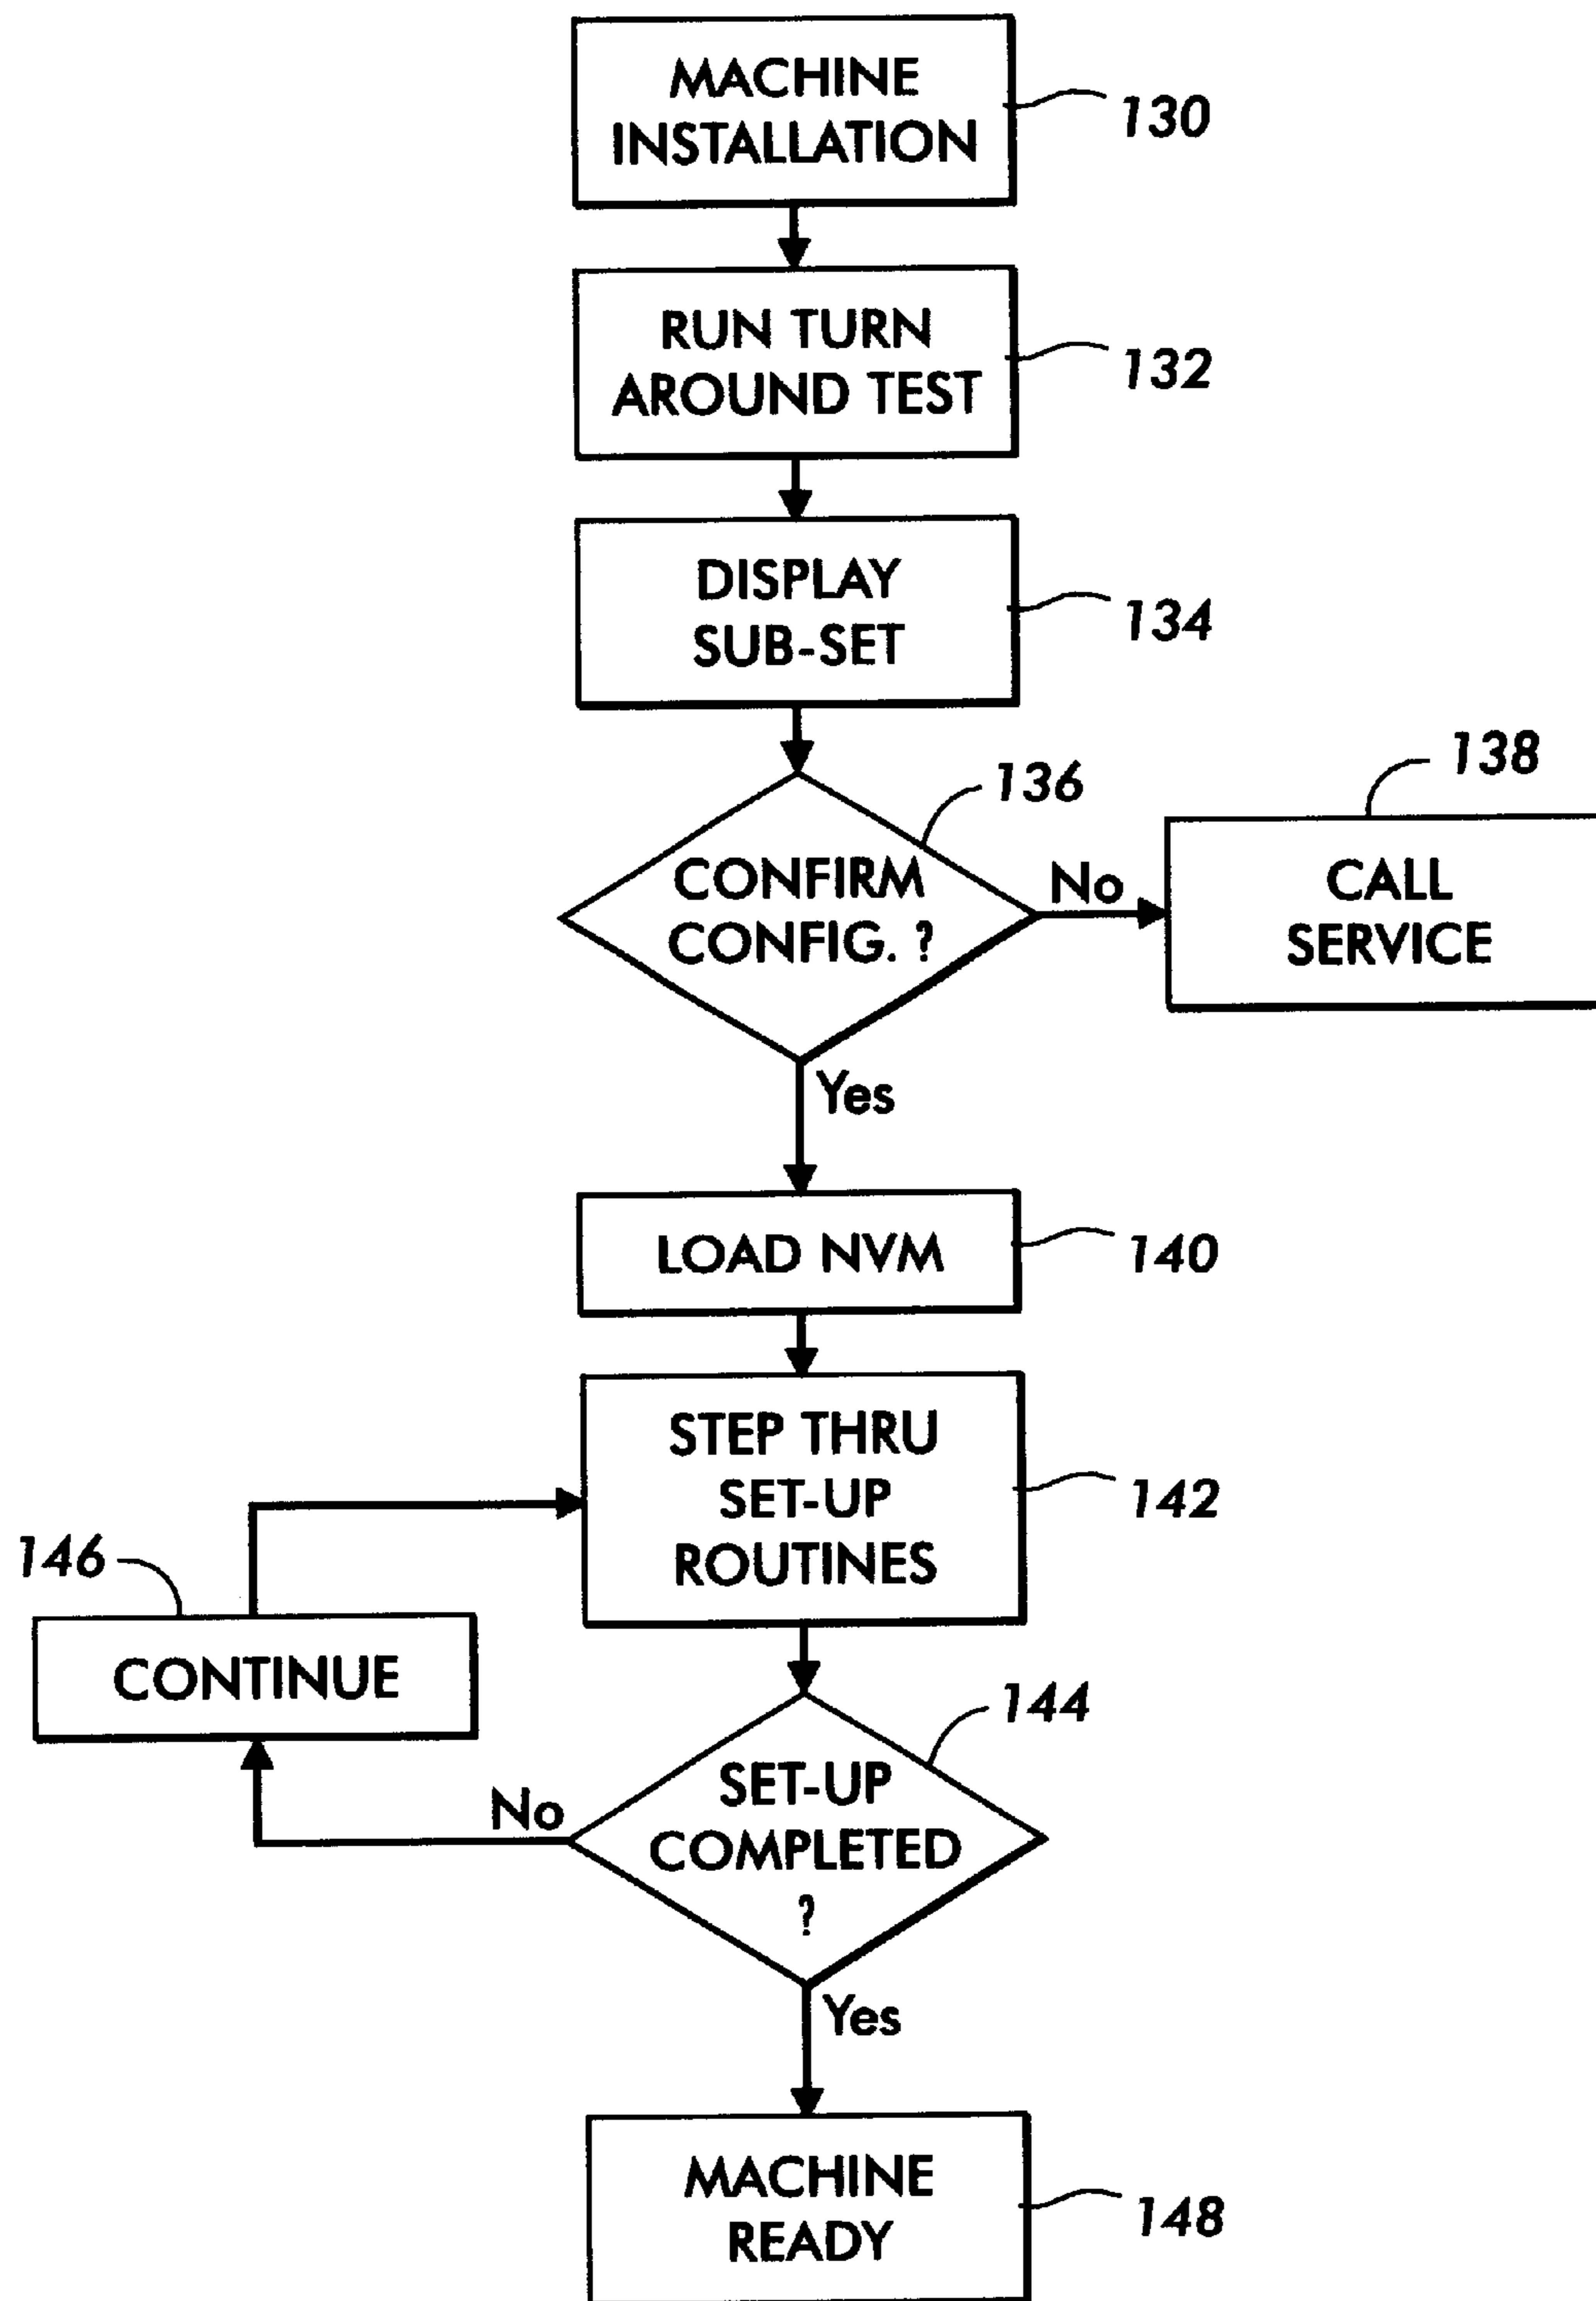 MACHINE
INSTALLATION
130
RUN TURN
AROUND TEST
132
DISPLAY
SUB-SET
134
136
CONFIRM
CONFIG. ?
No
138
CALL
SERVICE
Yes
LOAD NVM
140
STEP THRU
SET-UP
ROUTINES
142
146
CONTINUE
144
SET-UP
COMPLETED
?
No
Yes
MACHINE
READY
148